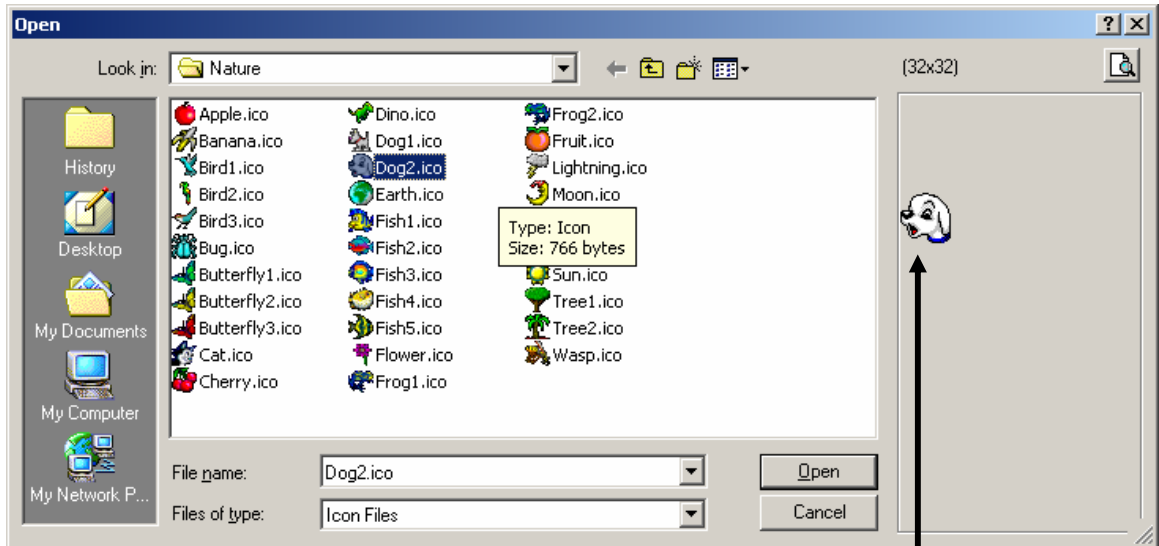 Open
Look in: Nature (32x32)
History
Desktop
My Documents
My Computer
My Network P...
Apple.ico
Banana.ico
Bird1.ico
Bird2.ico
Bird3.ico
Bug.ico
Butterfly1.ico
Butterfly2.ico
Butterfly3.ico
Cat.ico
Cherry.ico
Dino.ico
Dog1.ico
Dog2.ico
Earth.ico
Fish1.ico
Fish2.ico
Fish3.ico
Fish4.ico
Fish5.ico
Flower.ico
Frog1.ico
Frog2.ico
Fruit.ico
Lightning.ico
Moon.ico
Type: Icon
Size: 766 bytes
Sun.ico
Tree1.ico
Tree2.ico
Wasp.ico
File name: Dog2.ico Open
Files of type: Icon Files Cancel